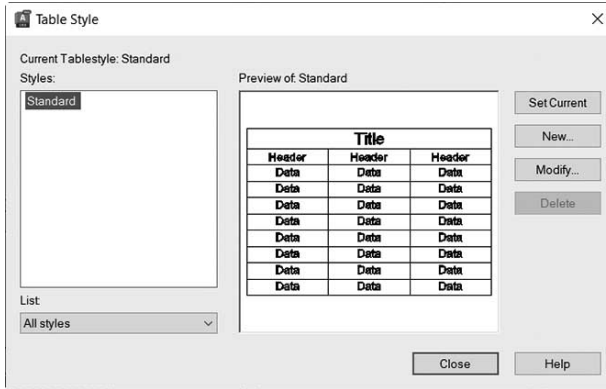 Table Style
Current Tablestyle: Standard
Styles:
Standard
Preview of: Standard
Title
Header Header Header
Data Data Data
Data Data Data
Data Data Data
Data Data Data
Data Data Data
Data Data Data
Data Data Data
Data Data Data
Set Current
New...
Modify...
Delete
List:
All styles
Close
Help